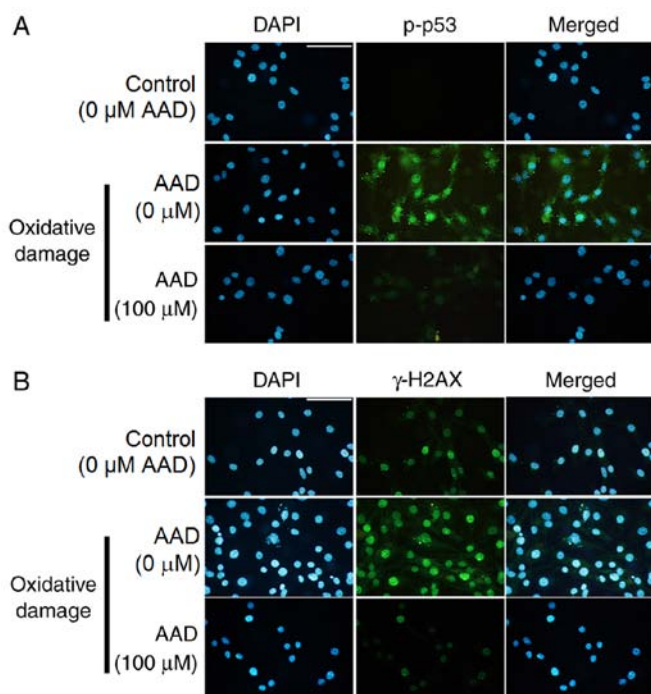 A
DAPI p-p53 Merged
Control
(0 µM AAD)
AAD
(0 µM)
Oxidative
damage
AAD
(100 µM)
B
DAPI γ-H2AX Merged
Control
(0 µM AAD)
AAD
(0 µM)
Oxidative
damage
AAD
(100 µM)